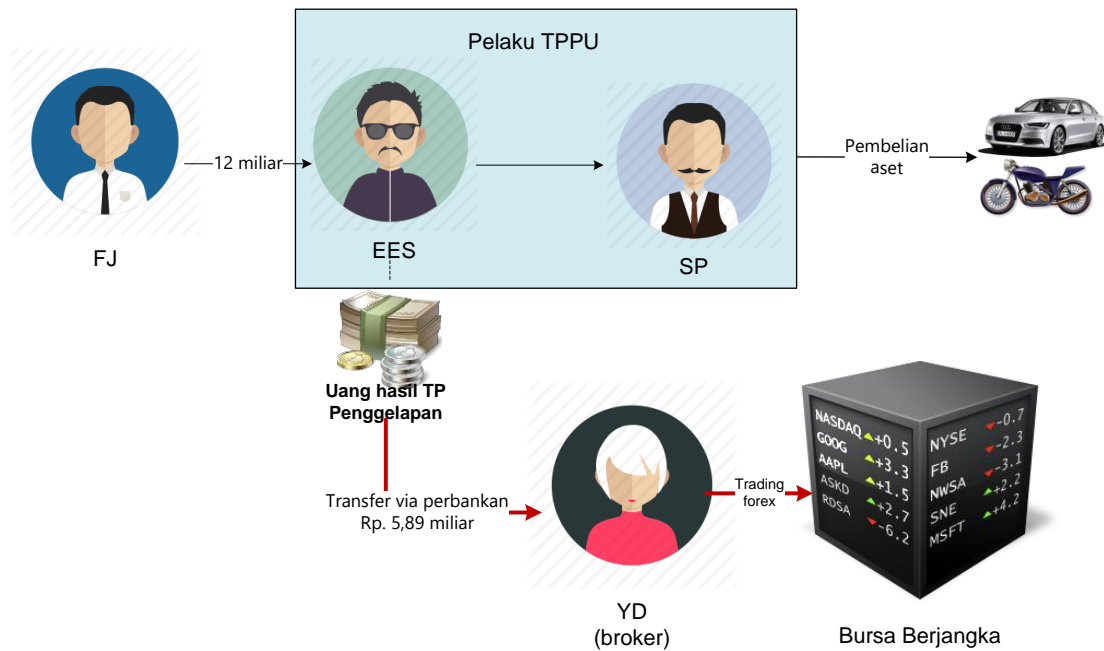 Pelaku TPPU
12 miliar
FJ
EES
SP
Pembelian
aset
Uang hasil TP
Penggelapan
Transfer via perbankan
Rp. 5,89 miliar
YD
(broker)
Trading
forex
NASDAQ +0.5
GOOG +3.3
AAPL +1.5
ASKD +2.7
RDSA -6.2
NYSE -0.7
FB -2.3
NWSA -3.1
SNE +2.2
MSFT +4.2
Bursa Berjangka